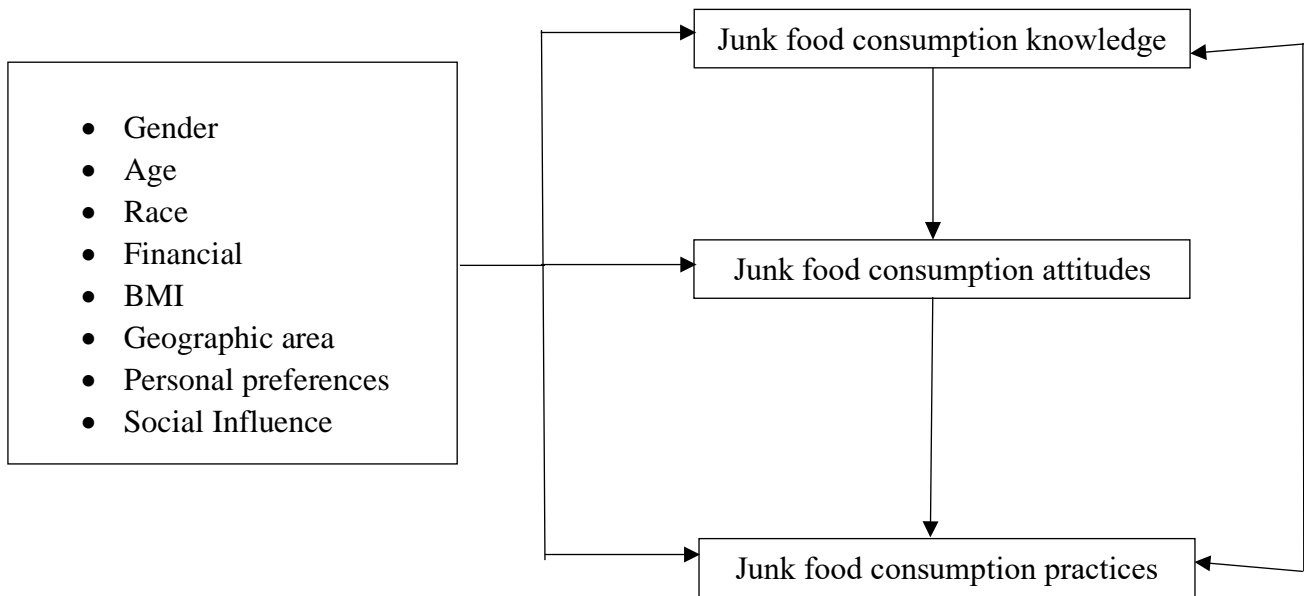 Junk food consumption knowledge
• Gender
• Age
• Race
• Financial
• BMI
• Geographic area
• Personal preferences
• Social Influence
Junk food consumption attitudes
Junk food consumption practices